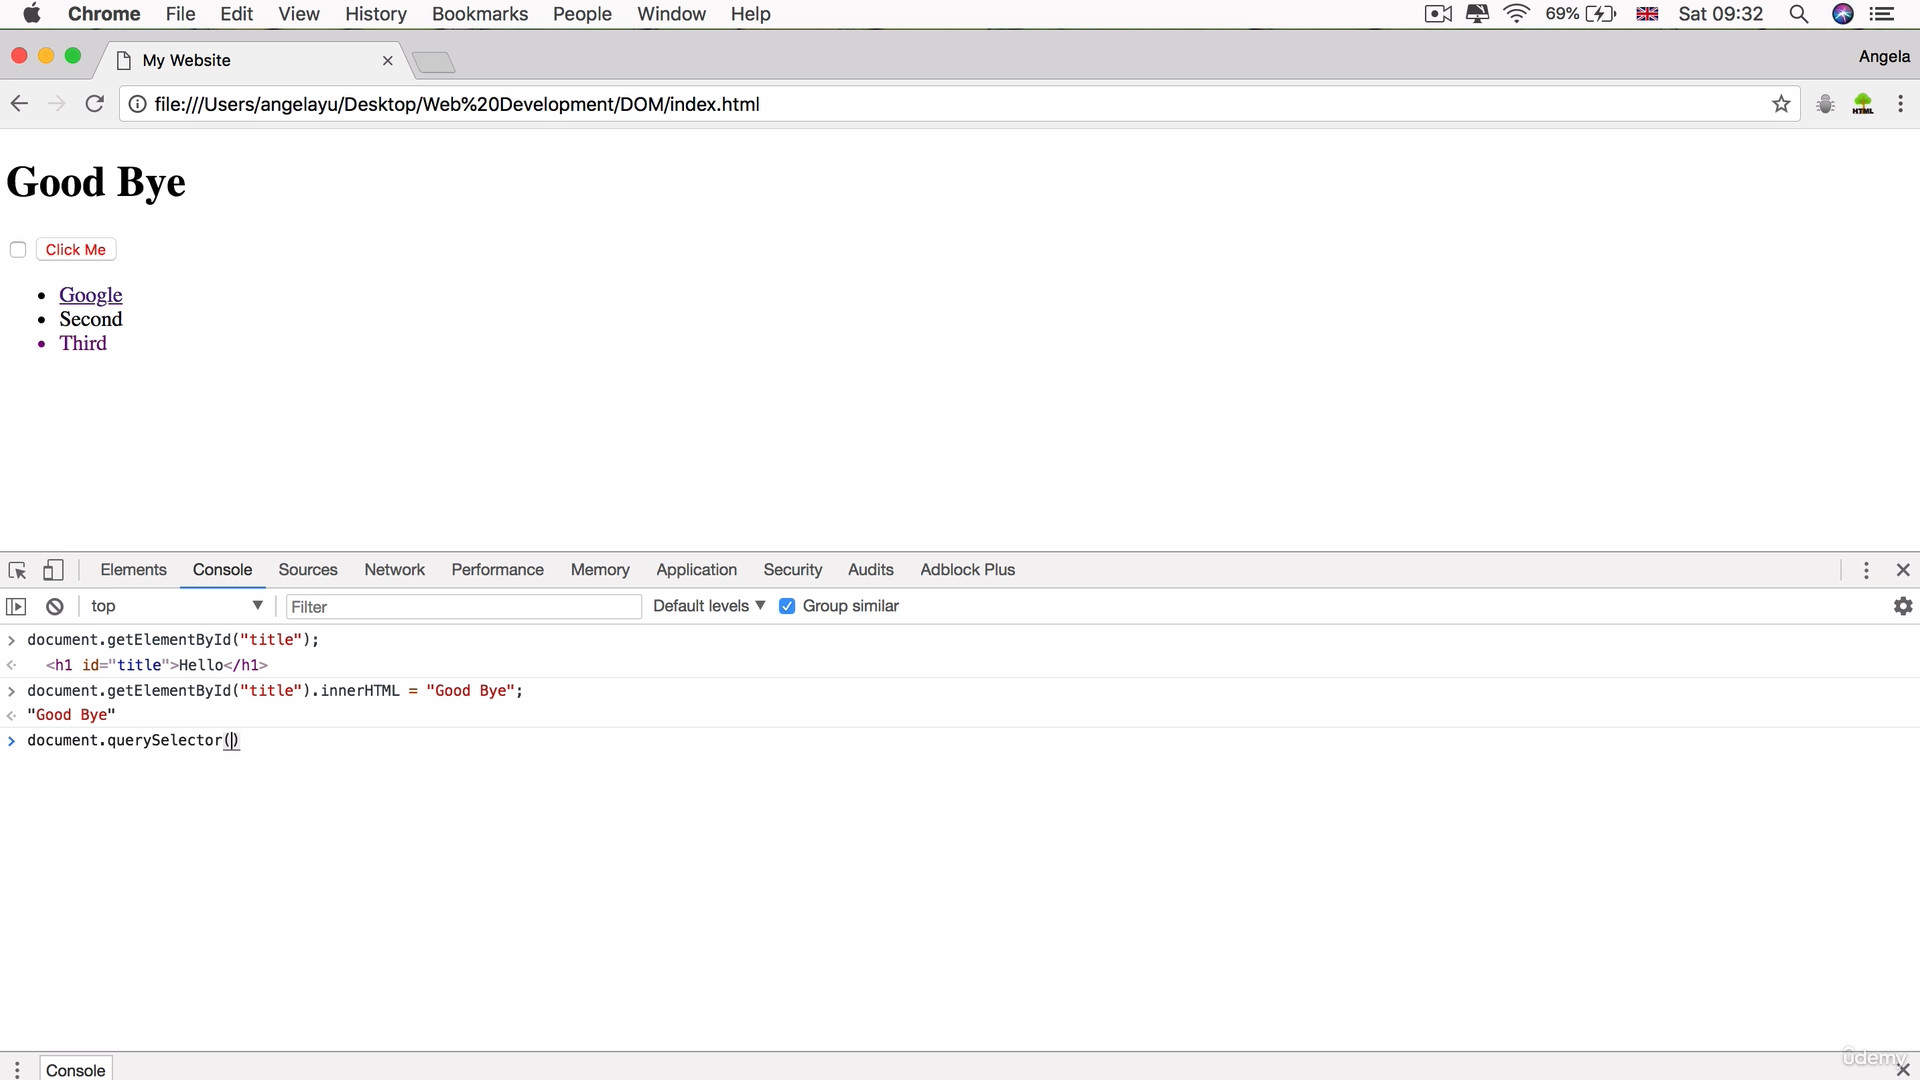 Chrome File Edit View History Bookmarks People Window Help 69% Sat 09:32
My Website Angela
file:///Users/angelayu/Desktop/Web%20Development/DOM/index.html HTML
Good Bye
Click Me
• Google
• Second
• Third
Elements Console Sources Network Performance Memory Application Security Audits Adblock Plus
top Filter Default levels Group similar
> document.getElementById("title");
<h1 id="title">Hello</h1>
> document.getElementById("title").innerHTML = "Good Bye";
"Good Bye"
> document.querySelector()
Console
ûdemy